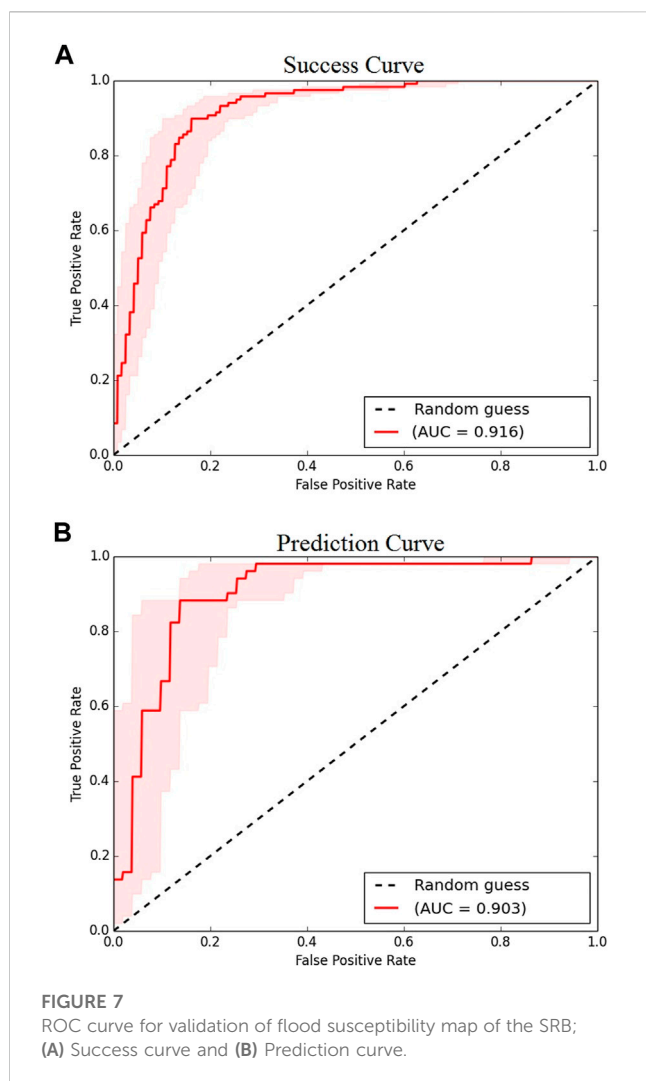 A
Success Curve
1.0
0.8
0.6
0.4
0.2
0.0
True Positive Rate
Random guess
(AUC = 0.916)
0.0 0.2 0.4 0.6 0.8 1.0
False Positive Rate
B
Prediction Curve
1.0
0.8
0.6
0.4
0.2
0.0
True Positive Rate
Random guess
(AUC = 0.903)
0.0 0.2 0.4 0.6 0.8 1.0
False Positive Rate
FIGURE 7
ROC curve for validation of flood susceptibility map of the SRB;
(A) Success curve and (B) Prediction curve.